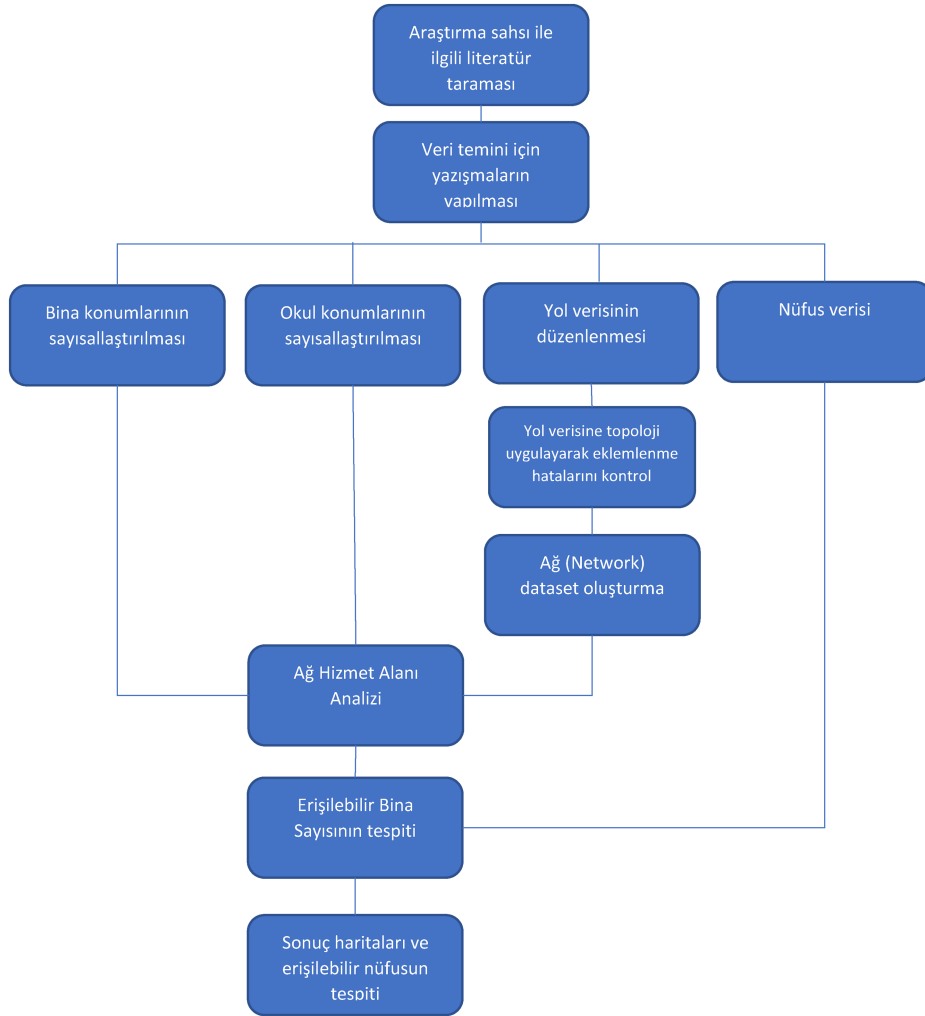 Araştırma sahsı ile
ilgili literatür
taraması
Veri temini için
yazışmaların
yapılması
Bina konumlarının
sayısallaştırılması
Okul konumlarının
sayısallaştırılması
Yol verisinin
düzenlenmesi
Nüfus verisi
Yol verisine topoloji
uygulayarak eklemlenme
hatalarını kontrol
Ağ (Network)
dataset oluşturma
Ağ Hizmet Alanı
Analizi
Erişilebilir Bina
Sayısının tespiti
Sonuç haritaları ve
erişilebilir nüfusun
tespiti